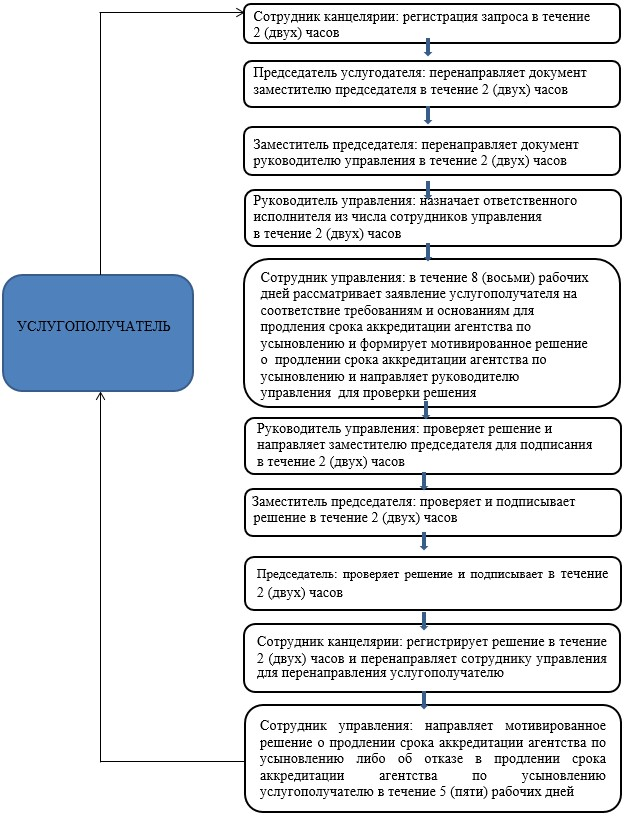 Сотрудник канцелярии: регистрация запроса в течение
2 (двух) часов
Председатель услугодателя: перенаправляет документ
заместителю председателя в течение 2 (двух) часов
Заместитель председателя: перенаправляет документ
руководителю управления в течение 2 (двух) часов
Руководитель управления: назначает ответственного
исполнителя из числа сотрудников управления
в течение 2 (двух) часов
Сотрудник управления: в течение 8 (восьми) рабочих
дней рассматривает заявление услугополучателя на
соответствие требованиям и основаниям для
продления срока аккредитации агентства по
усыновлению и формирует мотивированное решение
о продлении срока аккредитации агентства по
усыновлению и направляет руководителю
управления для проверки решения
УСЛУГОПОЛУЧАТЕЛЬ
Руководитель управления: проверяет решение и
направляет заместителю председателя для подписания
в течение 2 (двух) часов
Заместитель председателя: проверяет и подписывает
решение в течение 2 (двух) часов
Председатель: проверяет решение и подписывает в течение
2 (двух) часов
Сотрудник канцелярии: регистрирует решение в течение
2 (двух) часов и перенаправляет сотруднику управления
для перенаправления услугополучателю
Сотрудник управления: направляет мотивированное
решение о продлении срока аккредитации агентства по
усыновлению либо об отказе в продлении срока
аккредитации агентства по усыновлению
услугополучателю в течение 5 (пяти) рабочих дней